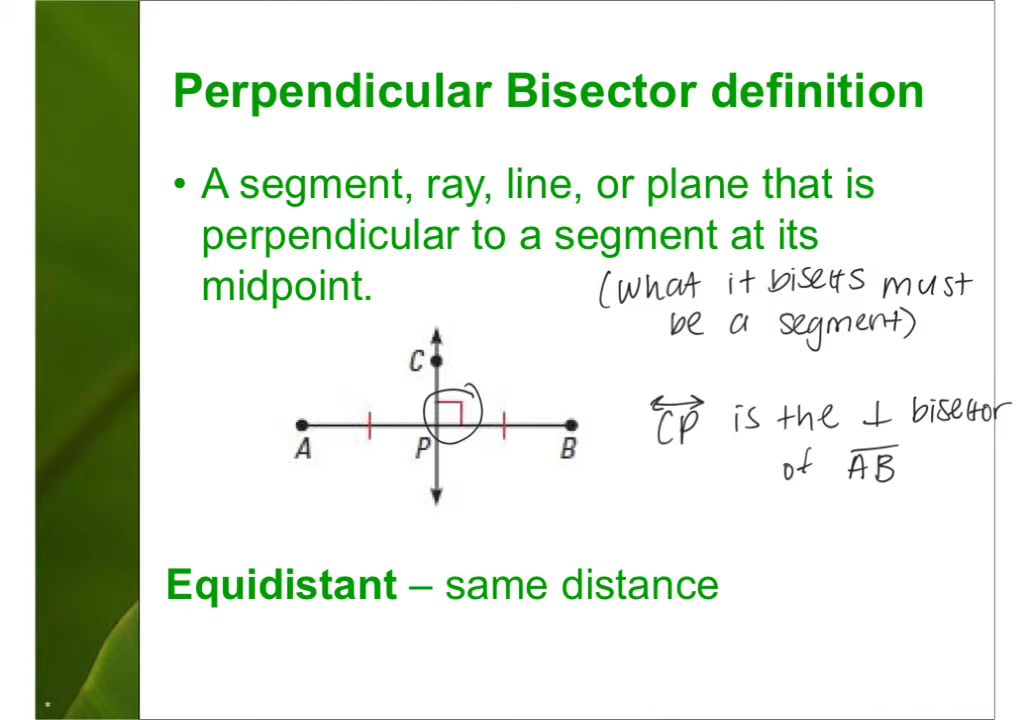 Perpendicular Bisector definition
• A segment, ray, line, or plane that is
perpendicular to a segment at its
midpoint.
(what it bisects must
be a segment)
C
A
P
B
CP is the ⊥ bisector
of AB
Equidistant – same distance
*